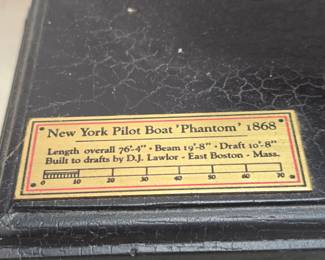 New York Pilot Boat 'Phantom' 1868
Length overall 76'-4" · Beam 19'-8" · Draft 10'-8"
Built to drafts by D.J. Lawlor - East Boston - Mass.
0 10 20 30 40 50 60 70